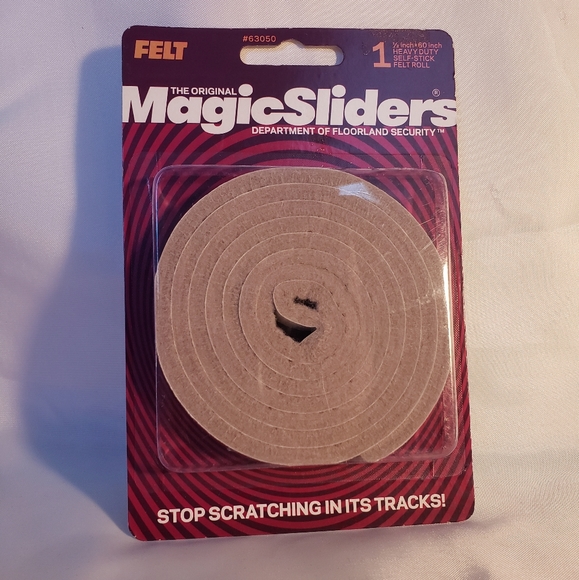 FELT
#63050
1
½ inch x 60 inch
HEAVY DUTY
SELF-STICK
FELT ROLL
THE ORIGINAL
MagicSliders®
DEPARTMENT OF FLOORLAND SECURITY™
STOP SCRATCHING IN ITS TRACKS!